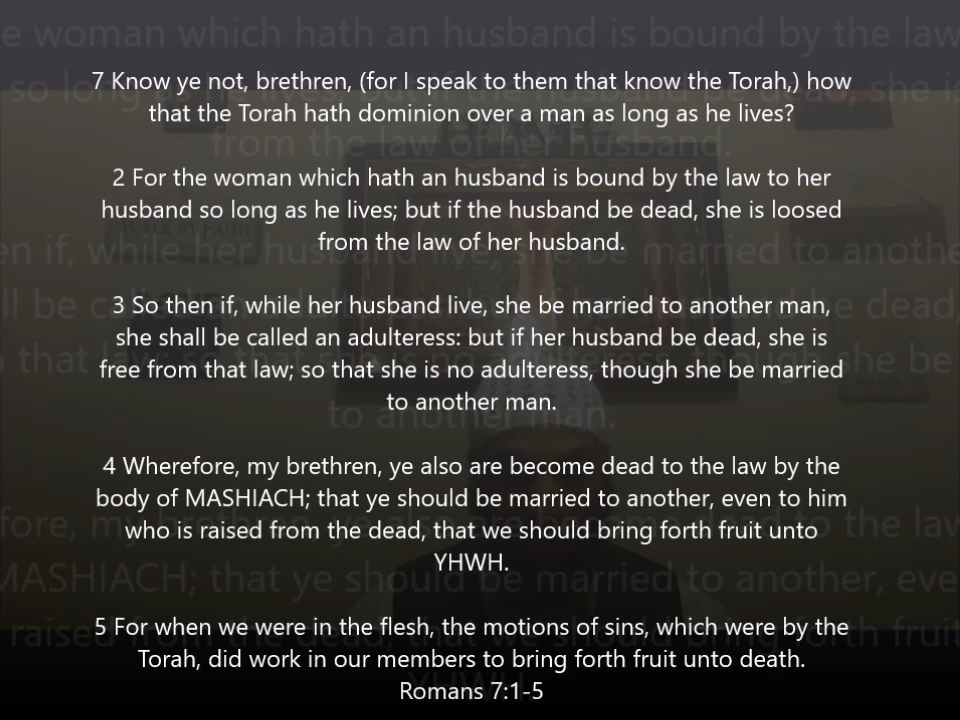 7 Know ye not, brethren, (for I speak to them that know the Torah,) how
that the Torah hath dominion over a man as long as he lives?
2 For the woman which hath an husband is bound by the law to her
husband so long as he lives; but if the husband be dead, she is loosed
from the law of her husband.
3 So then if, while her husband live, she be married to another man,
she shall be called an adulteress: but if her husband be dead, she is
free from that law; so that she is no adulteress, though she be married
to another man.
4 Wherefore, my brethren, ye also are become dead to the law by the
body of MASHIACH; that ye should be married to another, even to him
who is raised from the dead, that we should bring forth fruit unto
YHWH.
5 For when we were in the flesh, the motions of sins, which were by the
Torah, did work in our members to bring forth fruit unto death.
Romans 7:1-5